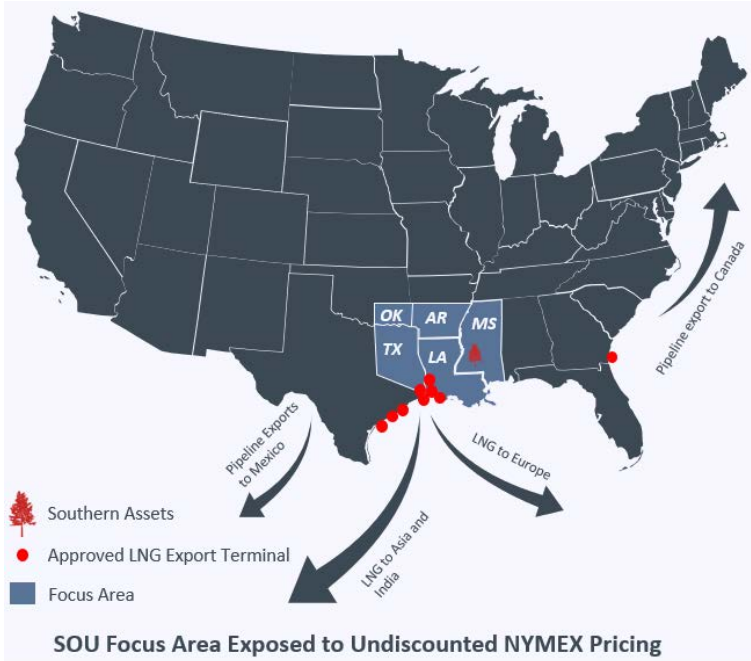 OK
AR
MS
TX
LA
Pipeline export to Canada
Pipeline Exports
to Mexico
LNG to Europe
LNG to Asia and
India
Southern Assets
Approved LNG Export Terminal
Focus Area
SOU Focus Area Exposed to Undiscounted NYMEX Pricing